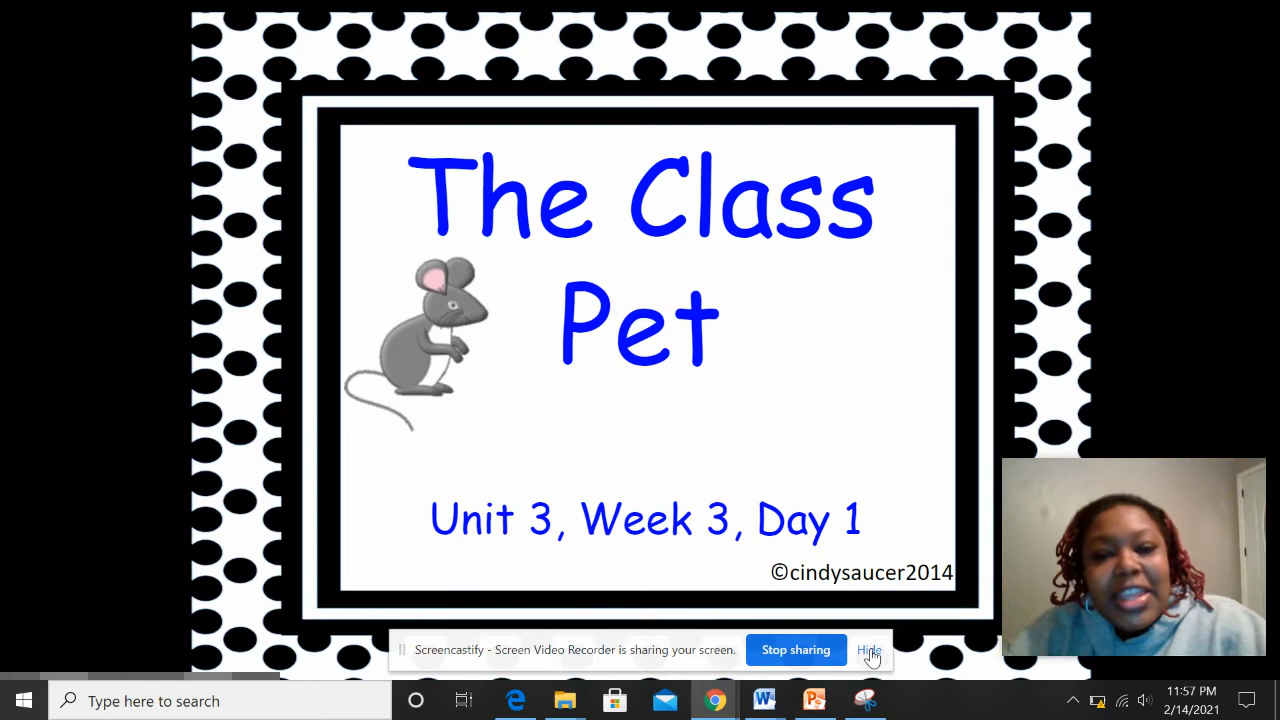 The Class
Pet
Unit 3, Week 3, Day 1
©cindysaucer2014
Screencastify - Screen Video Recorder is sharing your screen.
Stop sharing
Hide
Type here to search
11:57 PM
2/14/2021